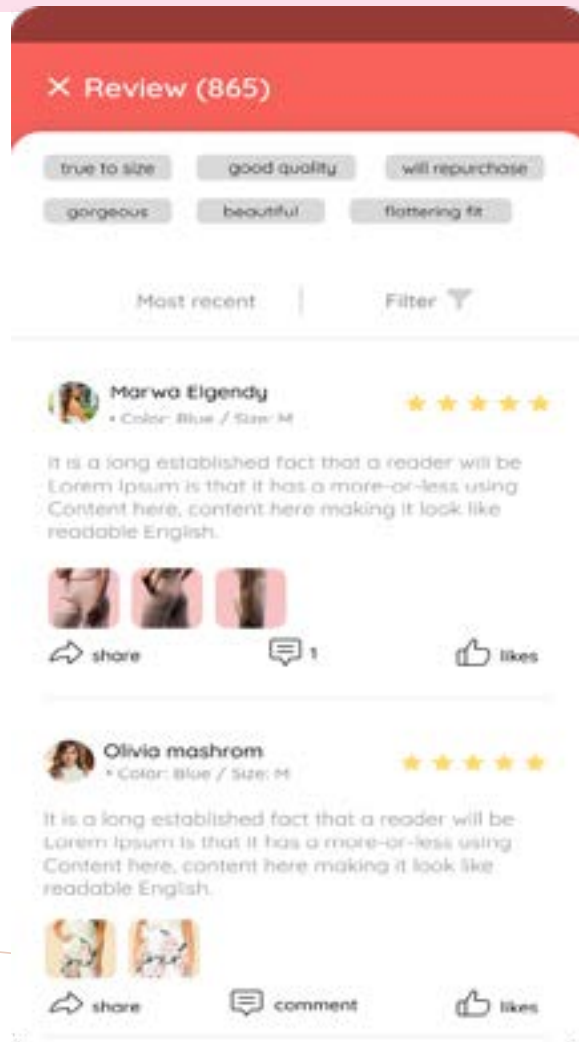 × Review (865)
true to size good quality will repurchase
gorgeous beautiful flattering fit
Most recent Filter
Marwa Elgendy
• Color: Blue / Size: M
It is a long established fact that a reader will be
Lorem Ipsum is that it has a more-or-less using
Content here, content here making it look like
readable English.
share 1 likes
Olivia mashrom
• Color: Blue / Size: M
It is a long established fact that a reader will be
Lorem Ipsum is that it has a more-or-less using
Content here, content here making it look like
readable English.
share comment likes